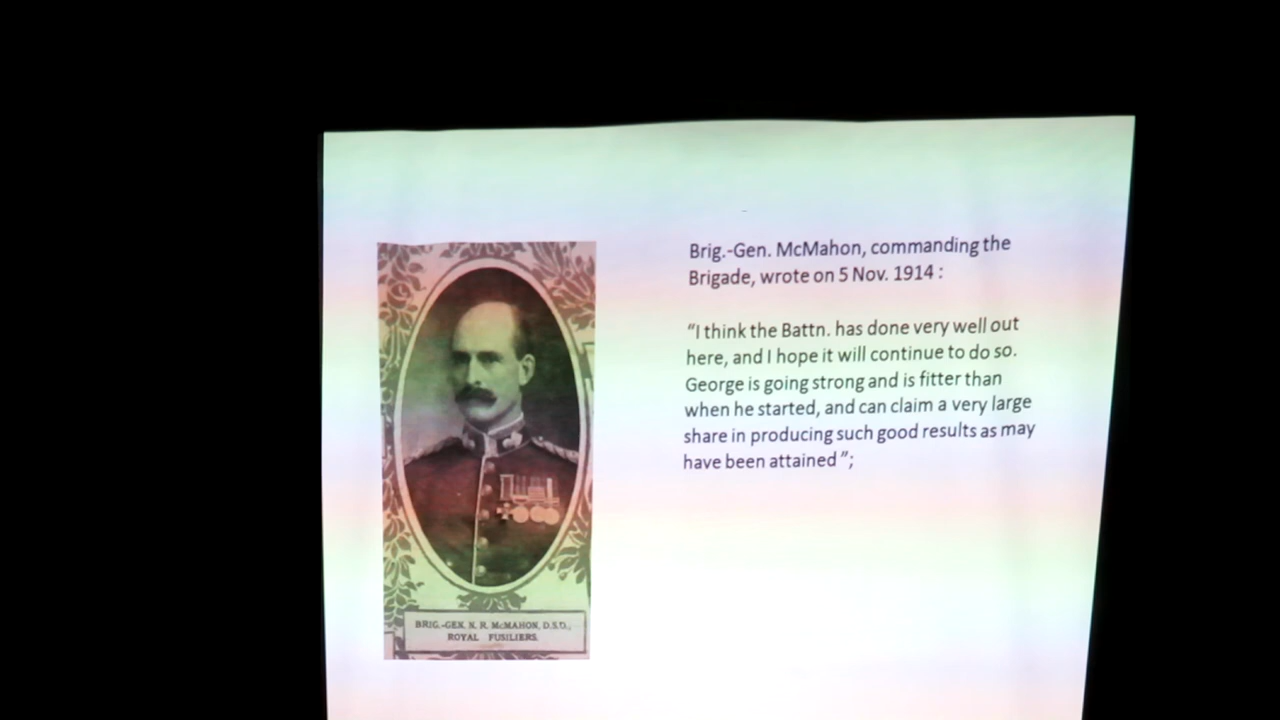 Brig.-Gen. McMahon, commanding the
Brigade, wrote on 5 Nov. 1914 :
“I think the Battn. has done very well out
here, and I hope it will continue to do so.
George is going strong and is fitter than
when he started, and can claim a very large
share in producing such good results as may
have been attained ”;
BRIG.-GEN. N. R. McMAHON, D.S.O.,
ROYAL FUSILIERS.